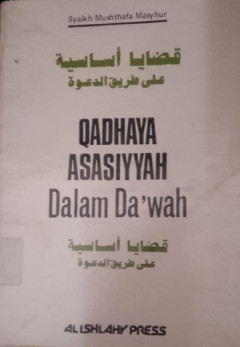 Syaikh Mushthafa Masyhur
قضايا أساسية
على طريق الدعوة
QADHAYA
ASASIYYAH
Dalam Da'wah
قضايا أساسية
على طريق الدعوة
AL ISHLAHY PRESS